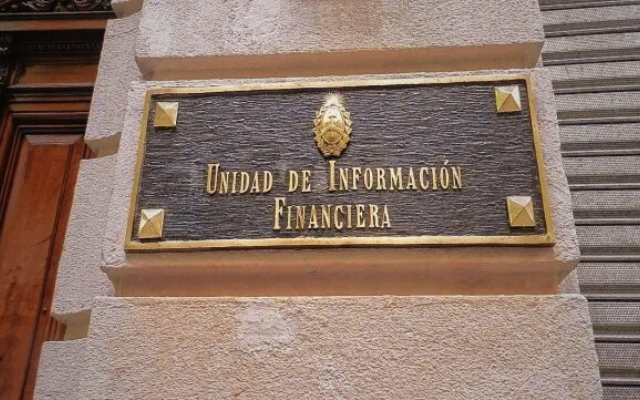 UNIDAD DE INFORMACIÓN
FINANCIERA